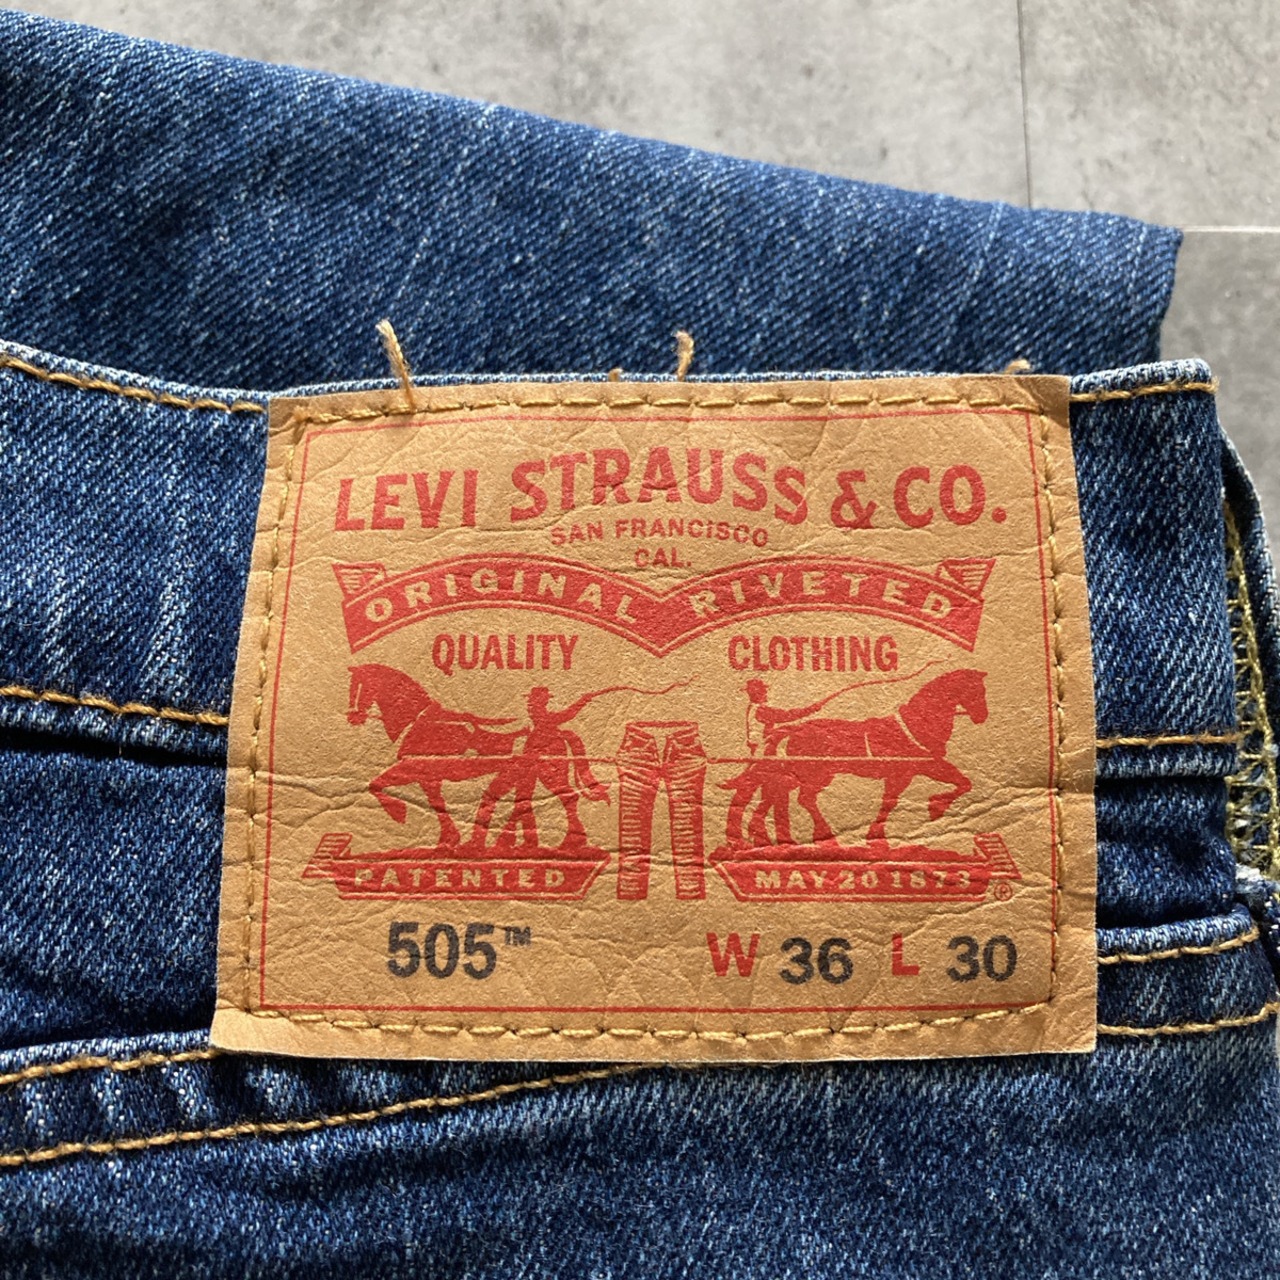 LEVI STRAUSS & CO.
SAN FRANCISCO
CAL.
ORIGINAL RIVETED
QUALITY CLOTHING
PATENTED MAY 20 1873 ®
505™ W 36 L 30